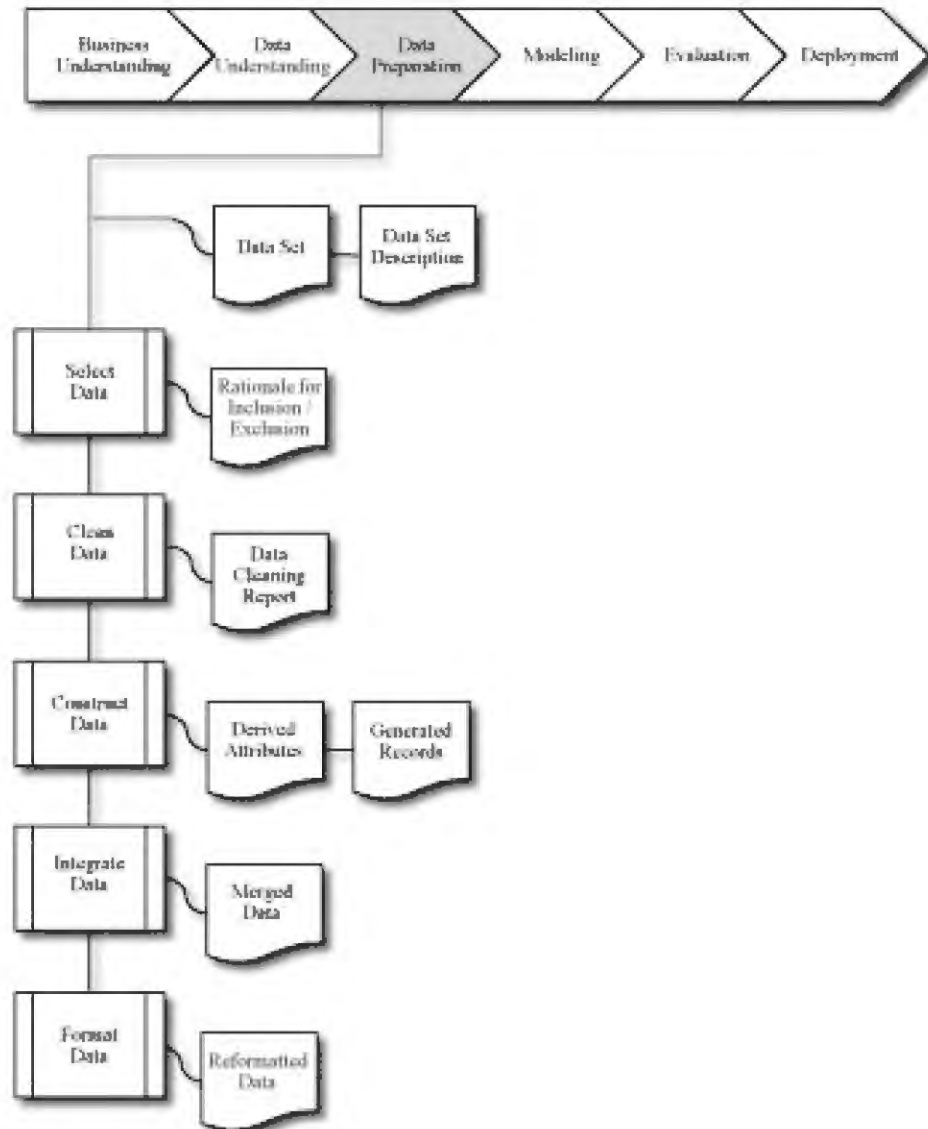 Business
Understanding
Data
Understanding
Data
Preparation
Modeling
Evaluation
Deployment
Data Set
Data Set
Description
Select
Data
Rationale for
Inclusion /
Exclusion
Clean
Data
Data
Cleaning
Report
Construct
Data
Derived
Attributes
Generated
Records
Integrate
Data
Merged
Data
Format
Data
Reformatted
Data